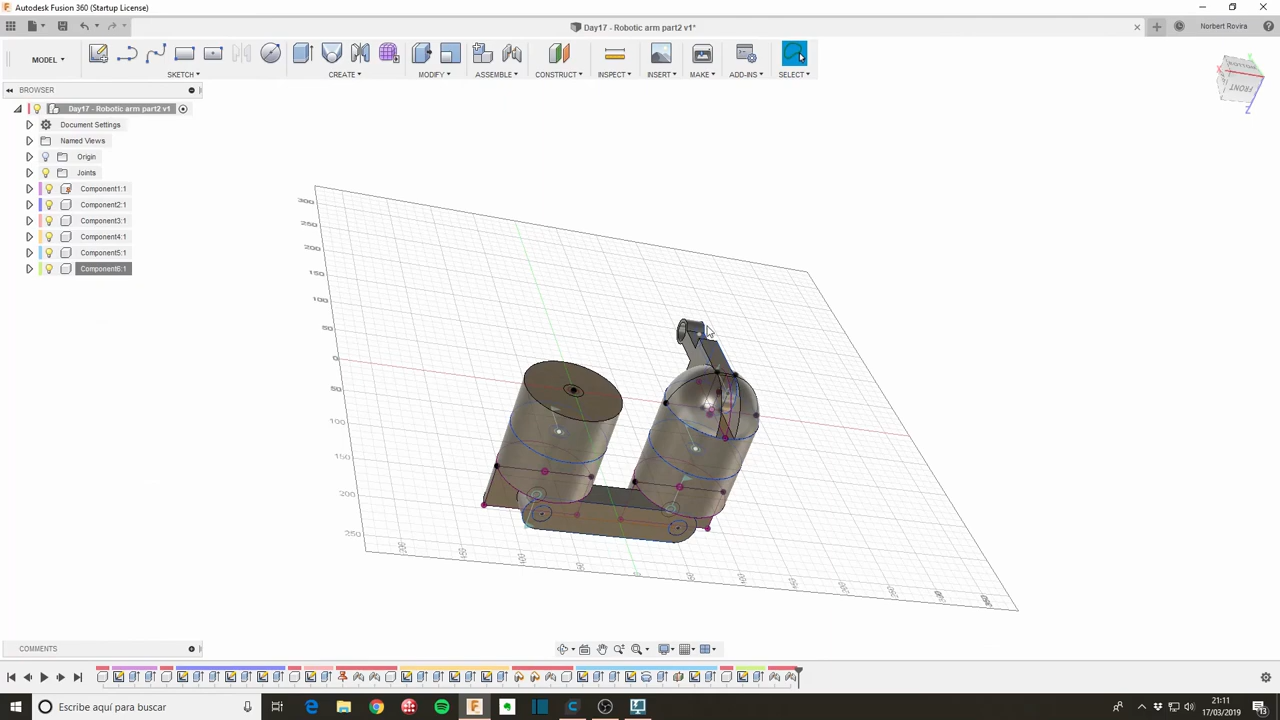 Autodesk Fusion 360 (Startup License)
Day17 - Robotic arm part2 v1*
Norbert Rovira
MODEL
SKETCH
CREATE
MODIFY
ASSEMBLE
CONSTRUCT
INSPECT
INSERT
MAKE
ADD-INS
SELECT
FRONT
Z
BROWSER
Day17 - Robotic arm part2 v1
Document Settings
Named Views
Origin
Joints
Component1:1
Component2:1
Component3:1
Component4:1
Component5:1
Component6:1
300
250
200
150
100
50
0
50
100
150
200
250
COMMENTS
Escribe aquí para buscar
21:11
17/03/2019